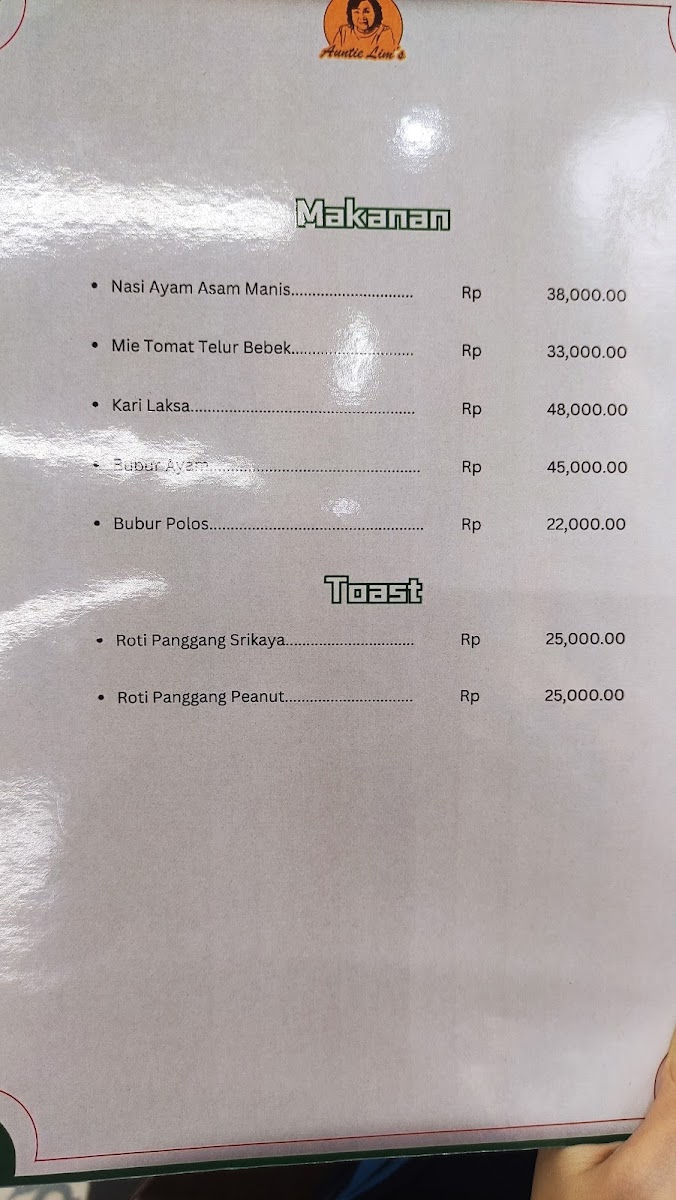 Auntie Lim's
Makanan
• Nasi Ayam Asam Manis............................. Rp 38,000.00
• Mie Tomat Telur Bebek............................. Rp 33,000.00
• Kari Laksa...................................................... Rp 48,000.00
• Bubur Ayam.................................................. Rp 45,000.00
• Bubur Polos................................................... Rp 22,000.00
Toast
• Roti Panggang Srikaya............................... Rp 25,000.00
• Roti Panggang Peanut............................... Rp 25,000.00